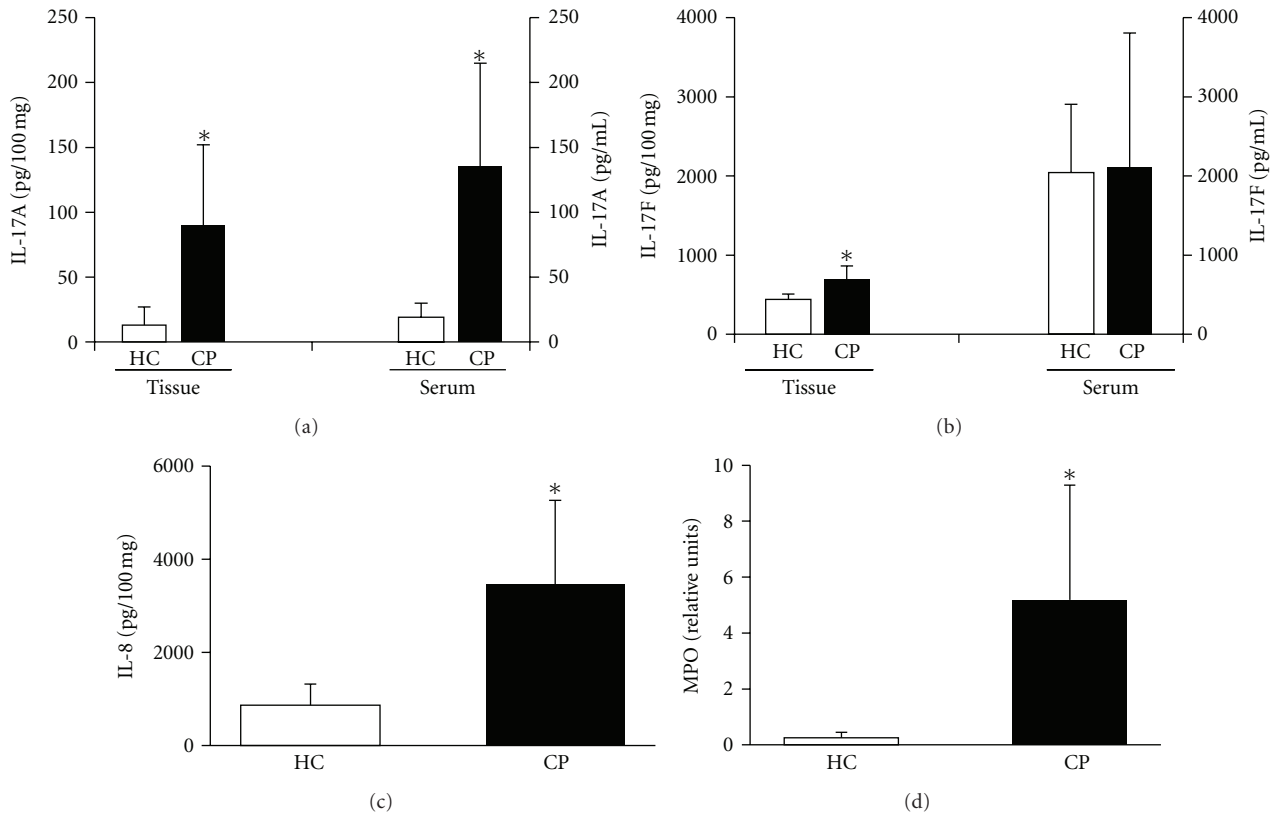 250
200
150
100
50
0
IL-17A (pg/100 mg)
*
*
250
200
150
100
50
0
IL-17A (pg/mL)
HC CP HC CP
Tissue Serum
(a)
4000
3000
2000
1000
0
IL-17F (pg/100 mg)
*
4000
3000
2000
1000
0
IL-17F (pg/mL)
HC CP HC CP
Tissue Serum
(b)
6000
4000
2000
0
IL-8 (pg/100 mg)
*
HC CP
(c)
10
8
6
4
2
0
MPO (relative units)
*
HC CP
(d)